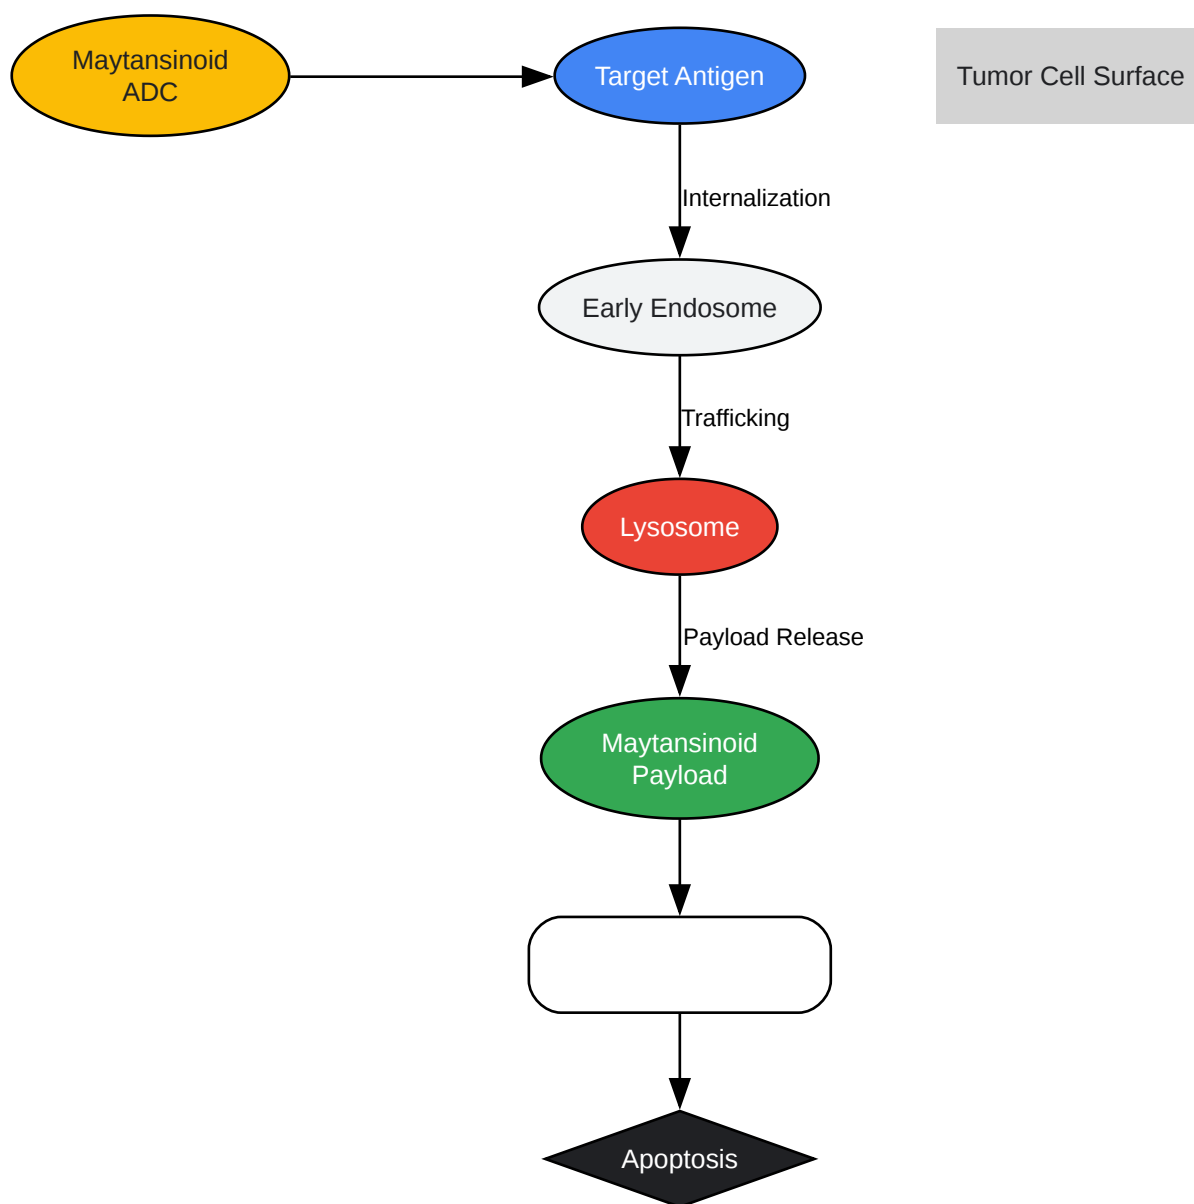 Maytansinoid
ADC
Target Antigen
Tumor Cell Surface
Internalization
Early Endosome
Trafficking
Lysosome
Payload Release
Maytansinoid
Payload
Apoptosis